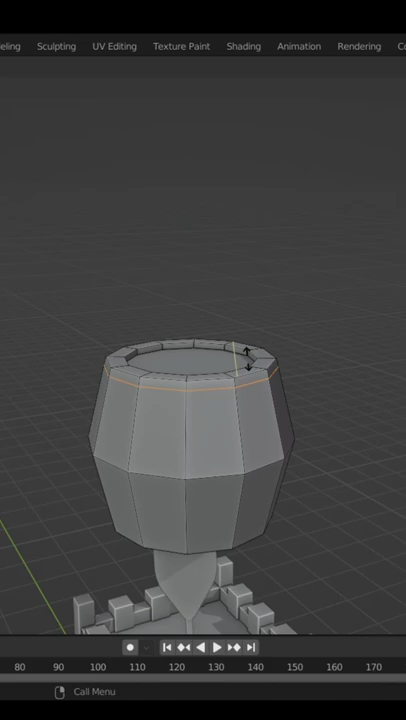 eling Sculpting UV Editing Texture Paint Shading Animation Rendering Co
80 90 100 110 120 130 140 150 160 170
Call Menu